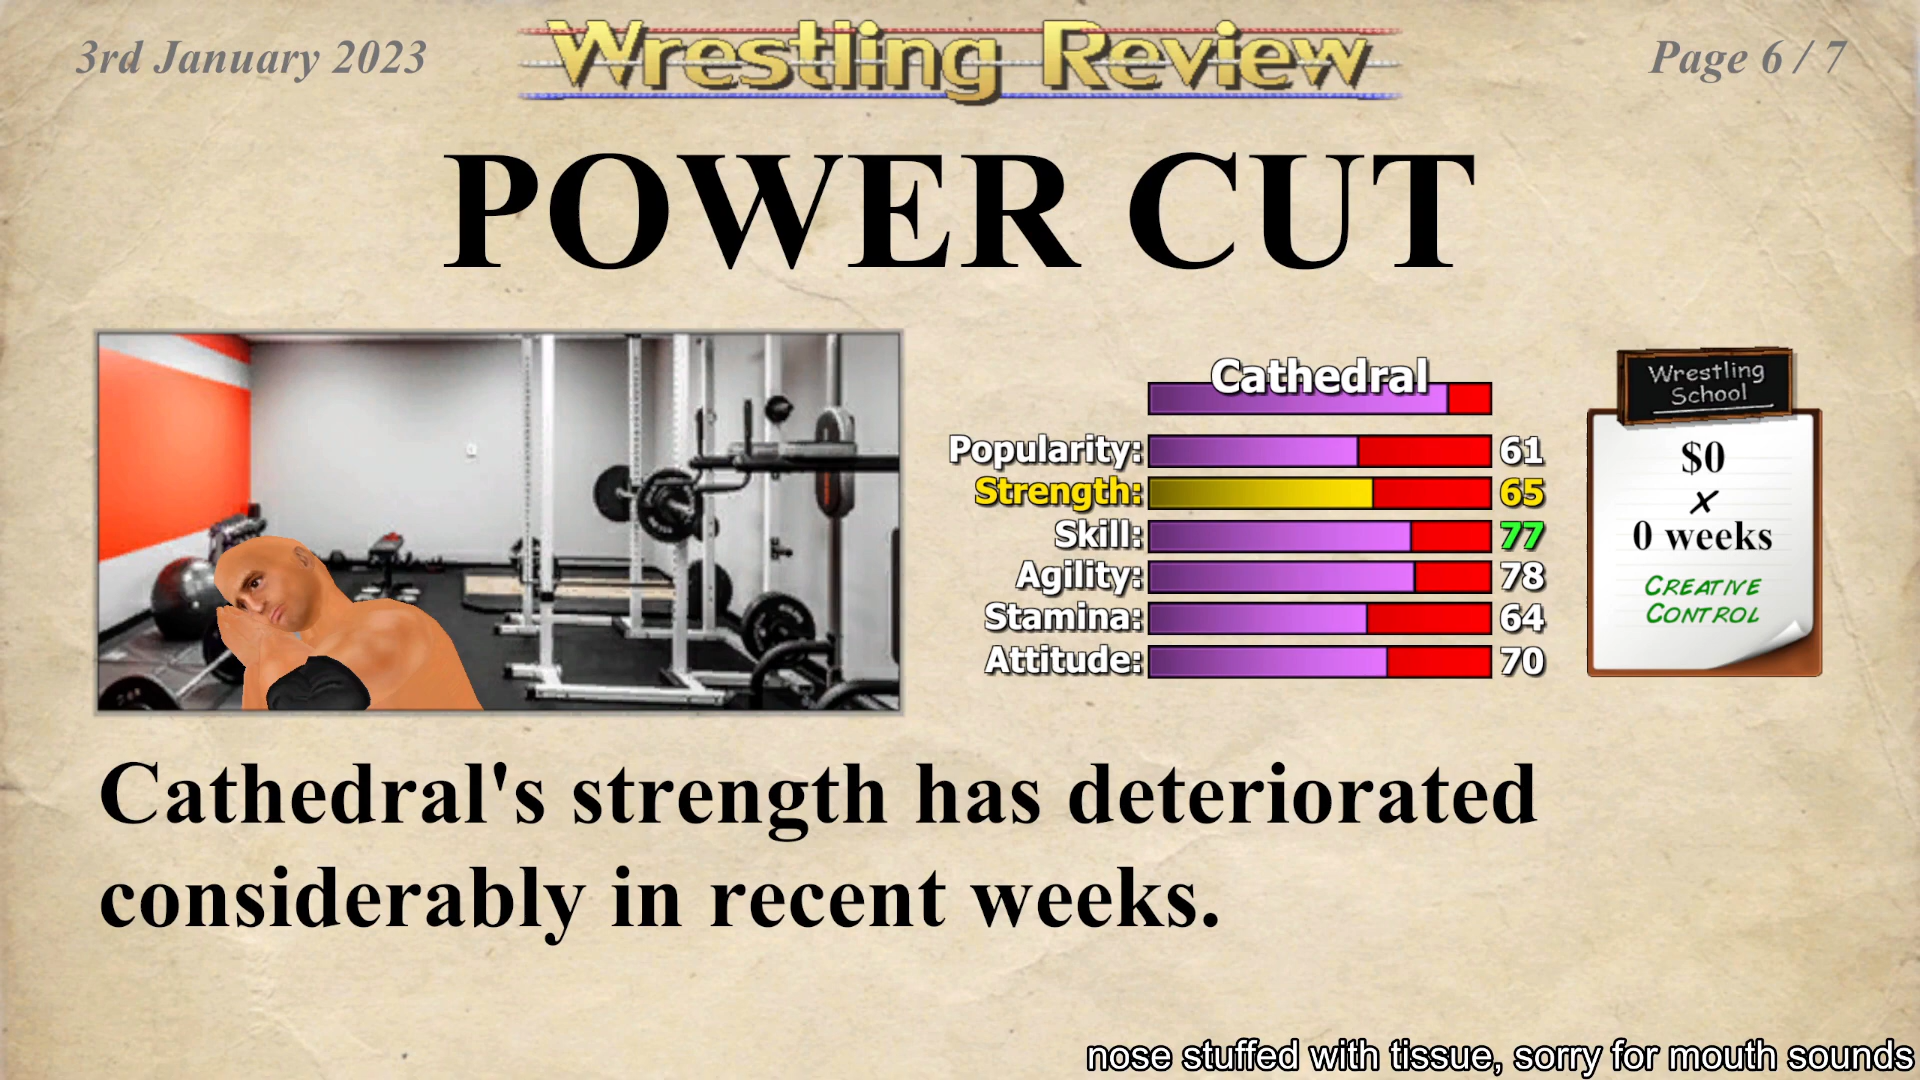 3rd January 2023
Wrestling Review
Page 6 / 7
POWER CUT
Cathedral
Popularity: 61
Strength: 65
Skill: 77
Agility: 78
Stamina: 64
Attitude: 70
Wrestling
School
$0
x
0 weeks
CREATIVE
CONTROL
Cathedral's strength has deteriorated
considerably in recent weeks.
nose stuffed with tissue, sorry for mouth sounds